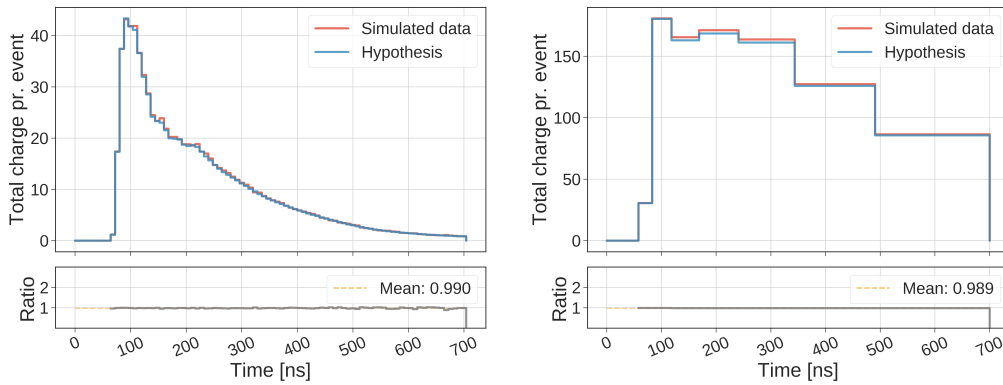 Total charge pr. event
40
30
20
10
0
Simulated data
Hypothesis
Ratio
2
1
Mean: 0.990
0 100 200 300 400 500 600 700
Time [ns]
Total charge pr. event
150
100
50
0
Simulated data
Hypothesis
Ratio
2
1
Mean: 0.989
0 100 200 300 400 500 600 700
Time [ns]